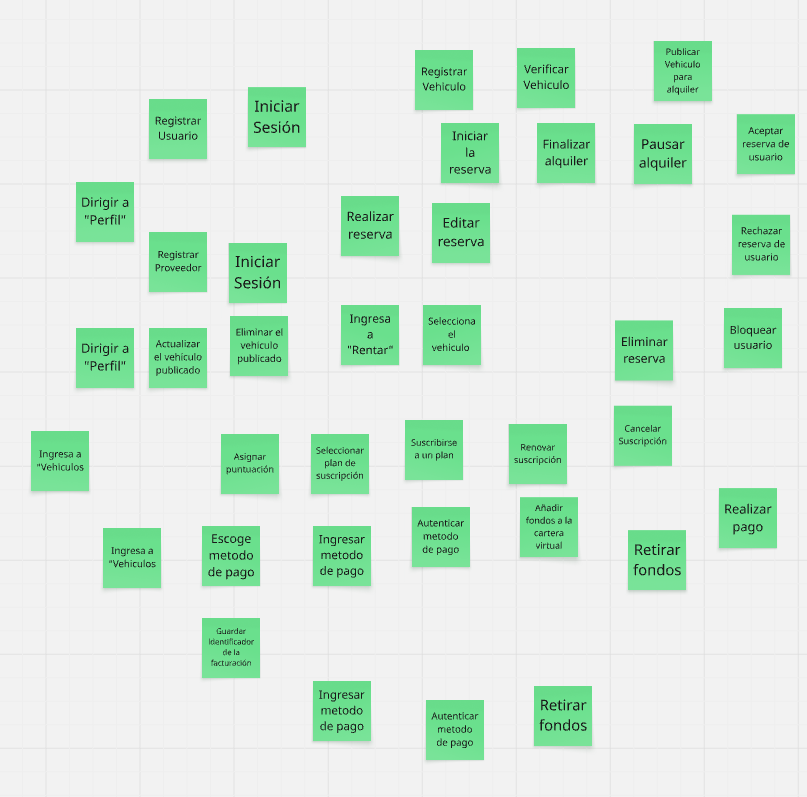 Registrar
Vehiculo
Verificar
Vehiculo
Publicar
Vehiculo
para
alquiler
Registrar
Usuario
Iniciar
Sesión
Iniciar
la
reserva
Finalizar
alquiler
Pausar
alquiler
Aceptar
reserva de
usuario
Dirigir a
"Perfil"
Realizar
reserva
Editar
reserva
Rechazar
reserva de
usuario
Registrar
Proveedor
Iniciar
Sesión
Dirigir a
"Perfil"
Actualizar
el vehículo
publicado
Eliminar el
vehiculo
publicado
Ingresa
a
"Rentar"
Selecciona
el
vehiculo
Eliminar
reserva
Bloquear
usuario
Ingresa a
"Vehiculos
Asignar
puntuación
Seleccionar
plan de
suscripción
Suscribirse
a un plan
Renovar
suscripción
Cancelar
Suscripción
Ingresa a
"Vehiculos
Escoge
metodo
de pago
Ingresar
metodo
de pago
Autenticar
metodo
de pago
Añadir
fondos a la
cartera
virtual
Retirar
fondos
Realizar
pago
Guardar
identificador
de la
facturación
Ingresar
metodo
de pago
Autenticar
metodo
de pago
Retirar
fondos